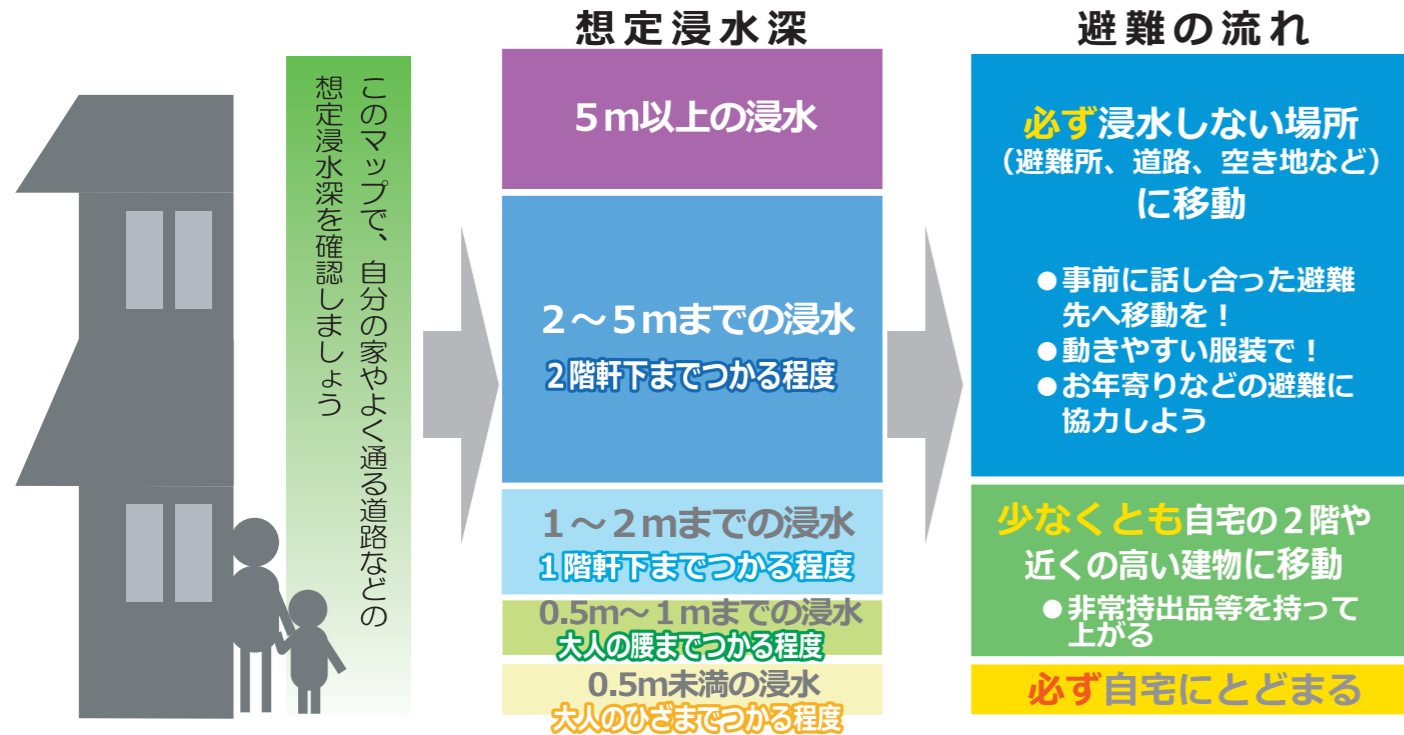 このマップで、自分の家やよく通る道路などの
想定浸水深を確認しましょう
想定浸水深
5m以上の浸水
2～5mまでの浸水
2階軒下までつかる程度
1～2mまでの浸水
1階軒下までつかる程度
0.5m～1mまでの浸水
大人の腰までつかる程度
0.5m未満の浸水
大人のひざまでつかる程度
避難の流れ
必ず浸水しない場所
（避難所、道路、空き地など）
に移動
●事前に話し合った避難
先へ移動を！
●動きやすい服装で！
●お年寄りなどの避難に
協力しよう
少なくとも自宅の２階や
近くの高い建物に移動
●非常持出品等を持って
上がる
必ず自宅にとどまる